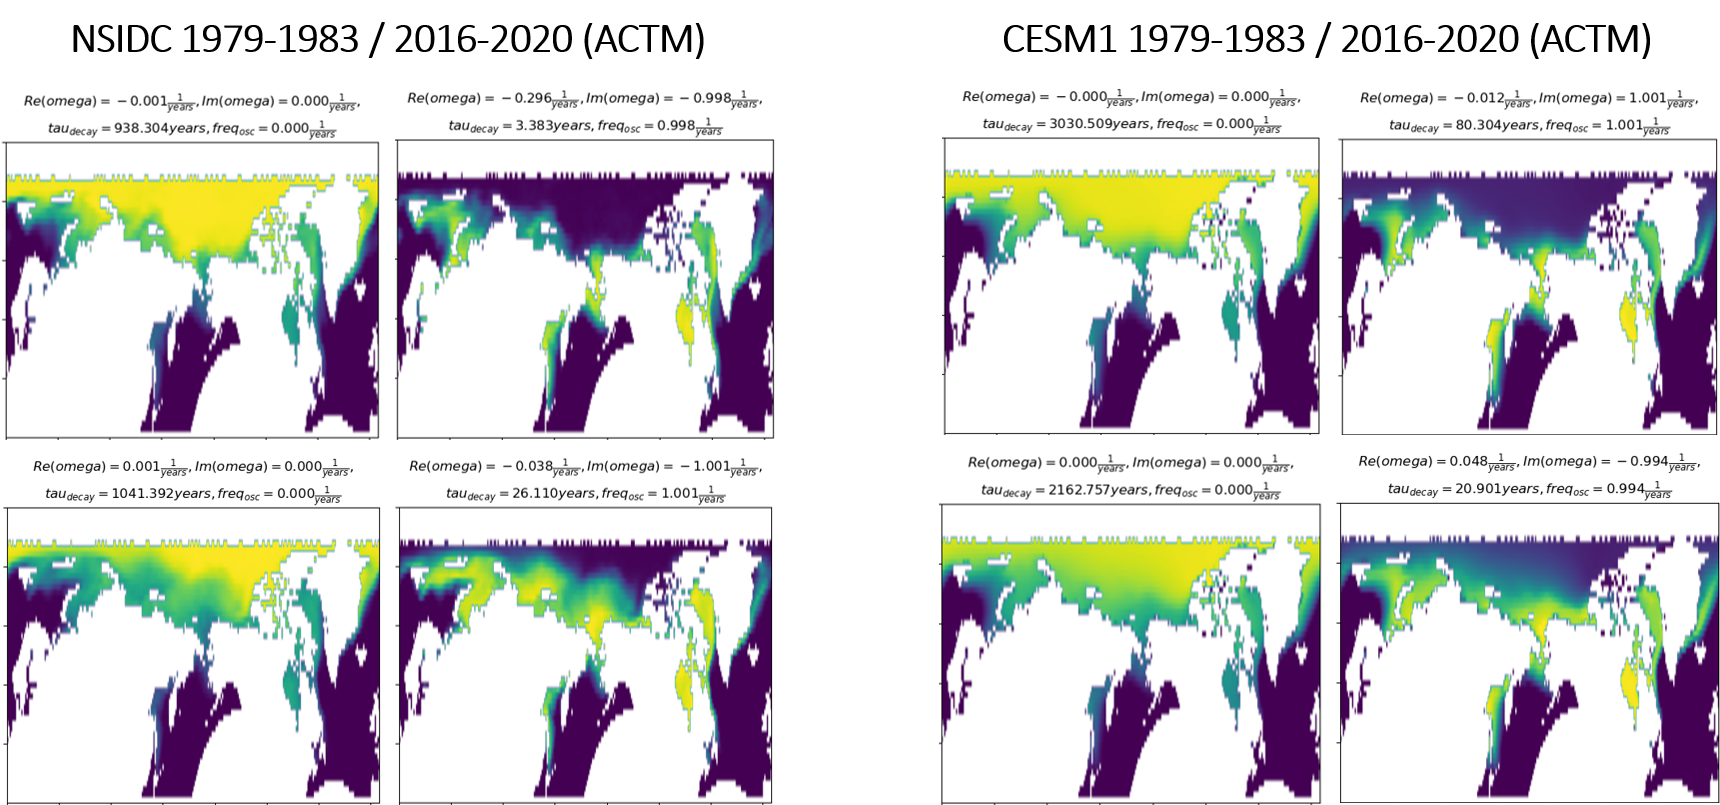 NSIDC 1979-1983 / 2016-2020 (ACTM)
Re(omega) = −0.001 1/years, Im(omega) = 0.000 1/years,
tau_decay = 938.304years, freq_osc = 0.000 1/years
Re(omega) = −0.296 1/years, Im(omega) = −0.998 1/years,
tau_decay = 3.383years, freq_osc = 0.998 1/years
Re(omega) = 0.001 1/years, Im(omega) = 0.000 1/years,
tau_decay = 1041.392years, freq_osc = 0.000 1/years
Re(omega) = −0.038 1/years, Im(omega) = −1.001 1/years,
tau_decay = 26.110years, freq_osc = 1.001 1/years
CESM1 1979-1983 / 2016-2020 (ACTM)
Re(omega) = −0.000 1/years, Im(omega) = 0.000 1/years,
tau_decay = 3030.509years, freq_osc = 0.000 1/years
Re(omega) = −0.012 1/years, Im(omega) = 1.001 1/years,
tau_decay = 80.304years, freq_osc = 1.001 1/years
Re(omega) = 0.000 1/years, Im(omega) = 0.000 1/years,
tau_decay = 2162.757years, freq_osc = 0.000 1/years
Re(omega) = 0.048 1/years, Im(omega) = −0.994 1/years,
tau_decay = 20.901years, freq_osc = 0.994 1/years